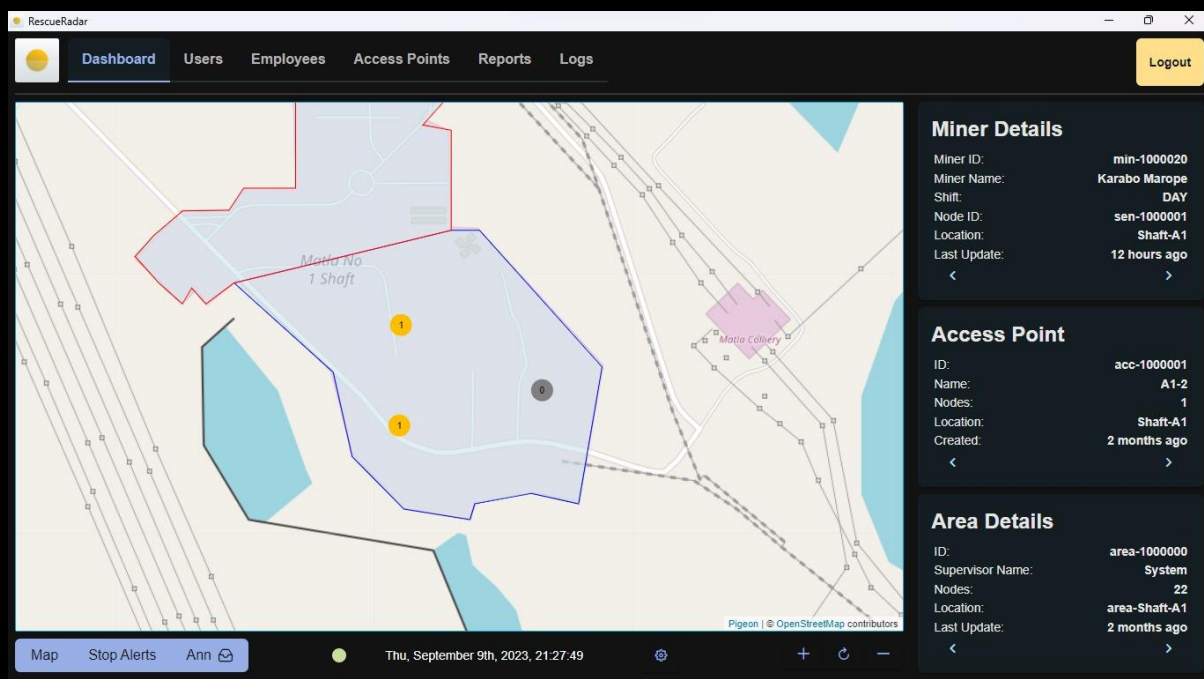 RescueRadar
Dashboard Users Employees Access Points Reports Logs
Logout
Matla No
1 Shaft
1
0
1
Matla Colliery
Pigeon | © OpenStreetMap contributors
Miner Details
Miner ID: min-1000020
Miner Name: Karabo Marope
Shift: DAY
Node ID: sen-1000001
Location: Shaft-A1
Last Update: 12 hours ago
Access Point
ID: acc-1000001
Name: A1-2
Nodes: 1
Location: Shaft-A1
Created: 2 months ago
Area Details
ID: area-1000000
Supervisor Name: System
Nodes: 22
Location: area-Shaft-A1
Last Update: 2 months ago
Map Stop Alerts Ann
Thu, September 9th, 2023, 21:27:49